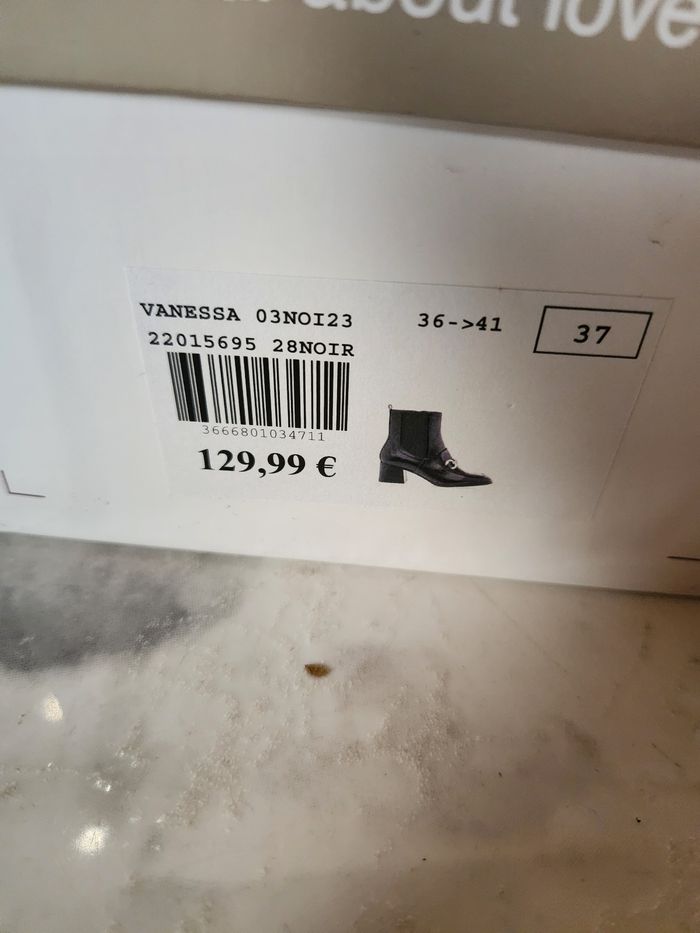 about love
VANESSA 03NOI23 36->41 37
22015695 28NOIR
3666801034711
129,99 €